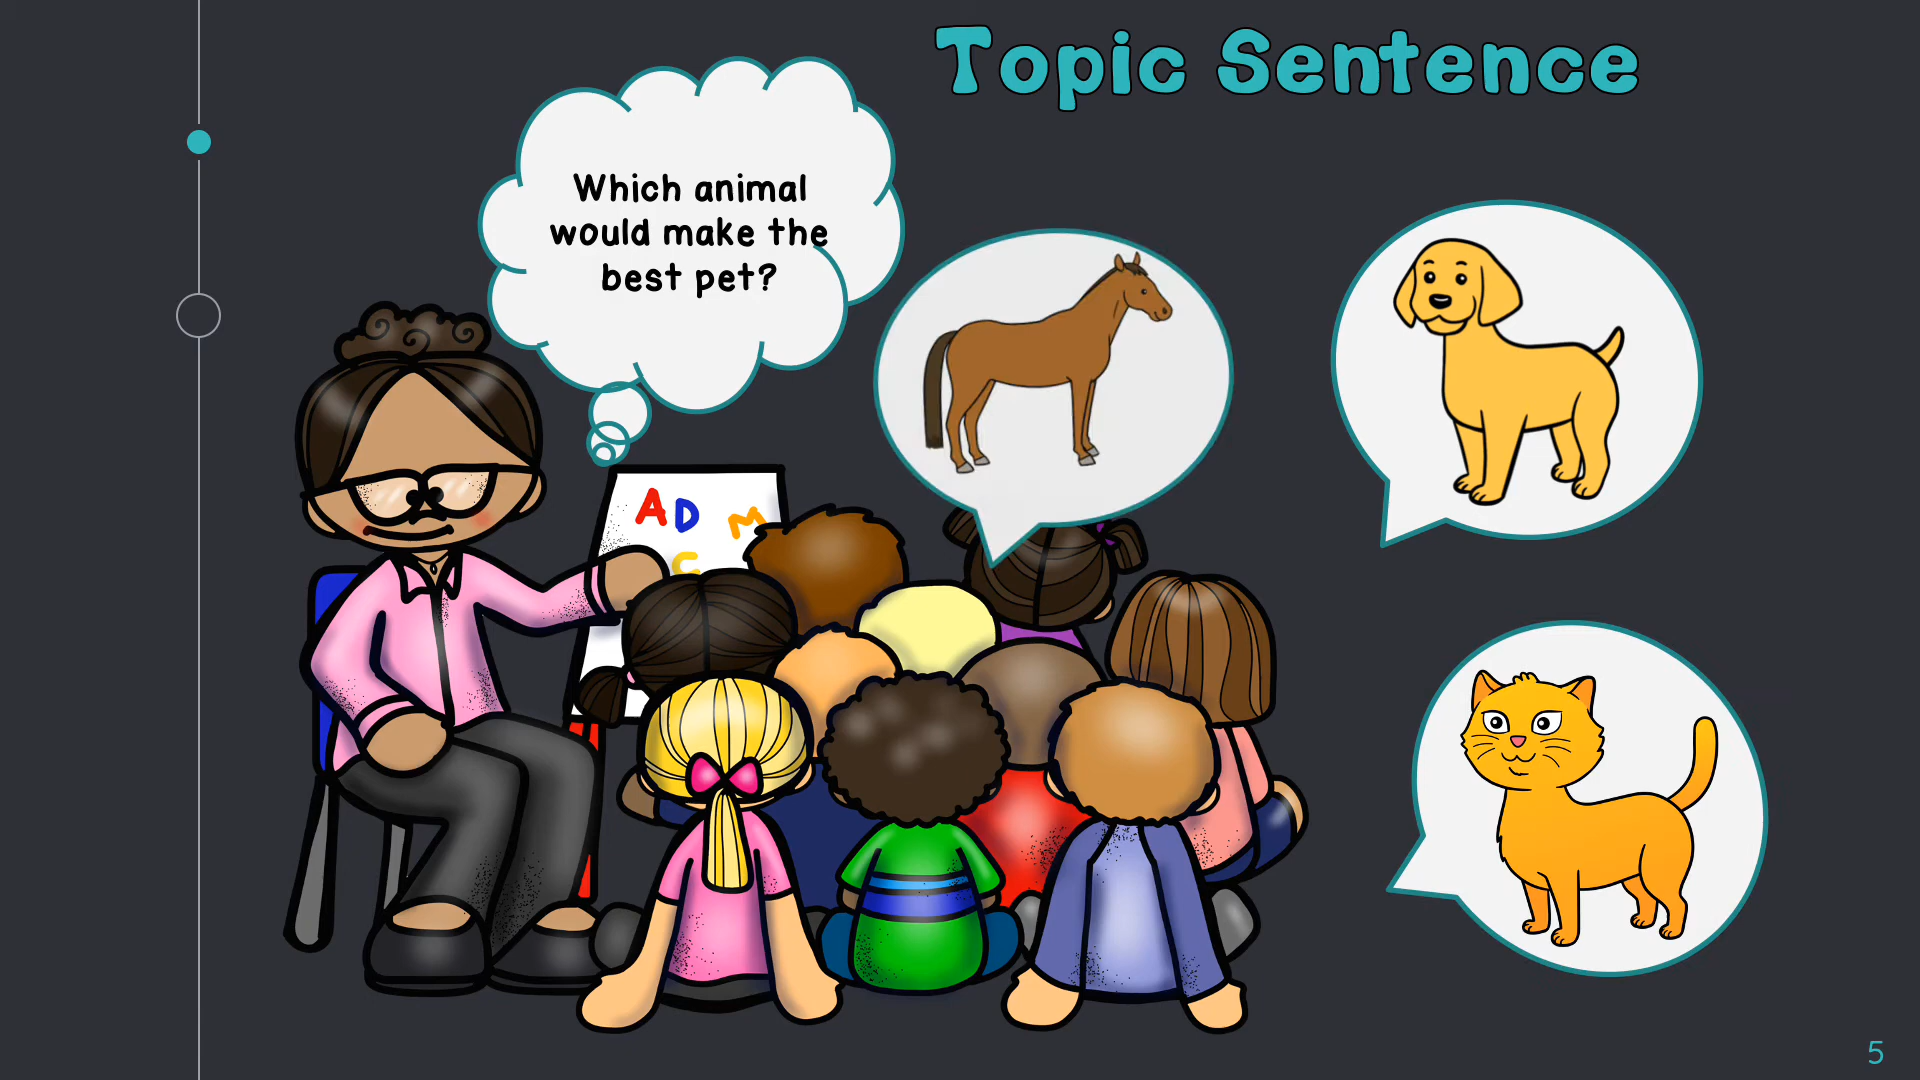 Topic Sentence
Which animal
would make the
best pet?
A D M
C
5